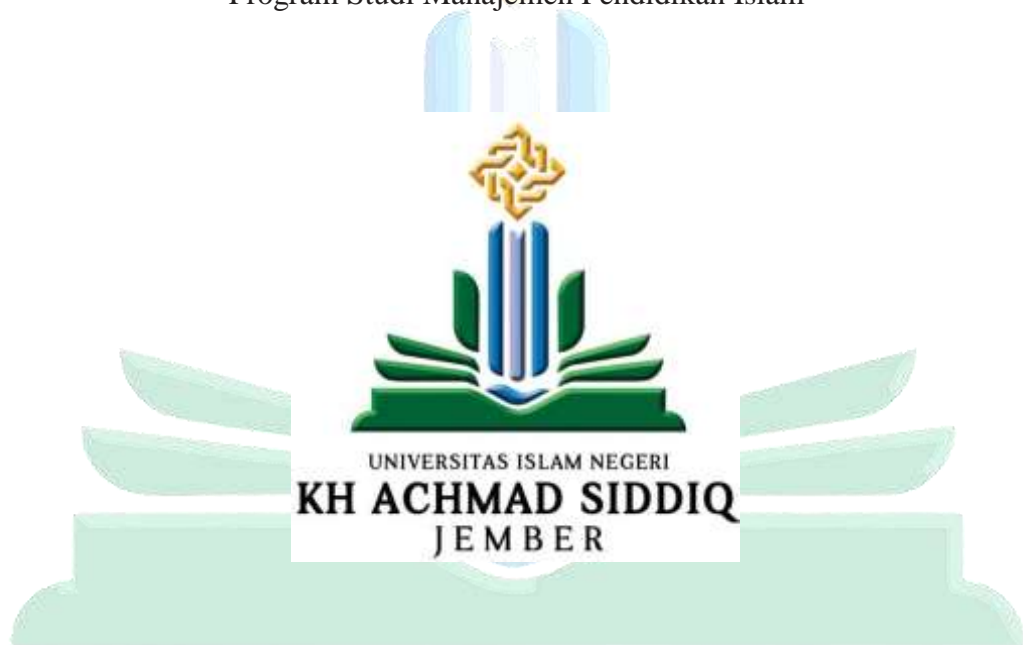 Program Studi Manajemen Pendidikan Islam
UNIVERSITAS ISLAM NEGERI
KH ACHMAD SIDDIQ
JEMBER